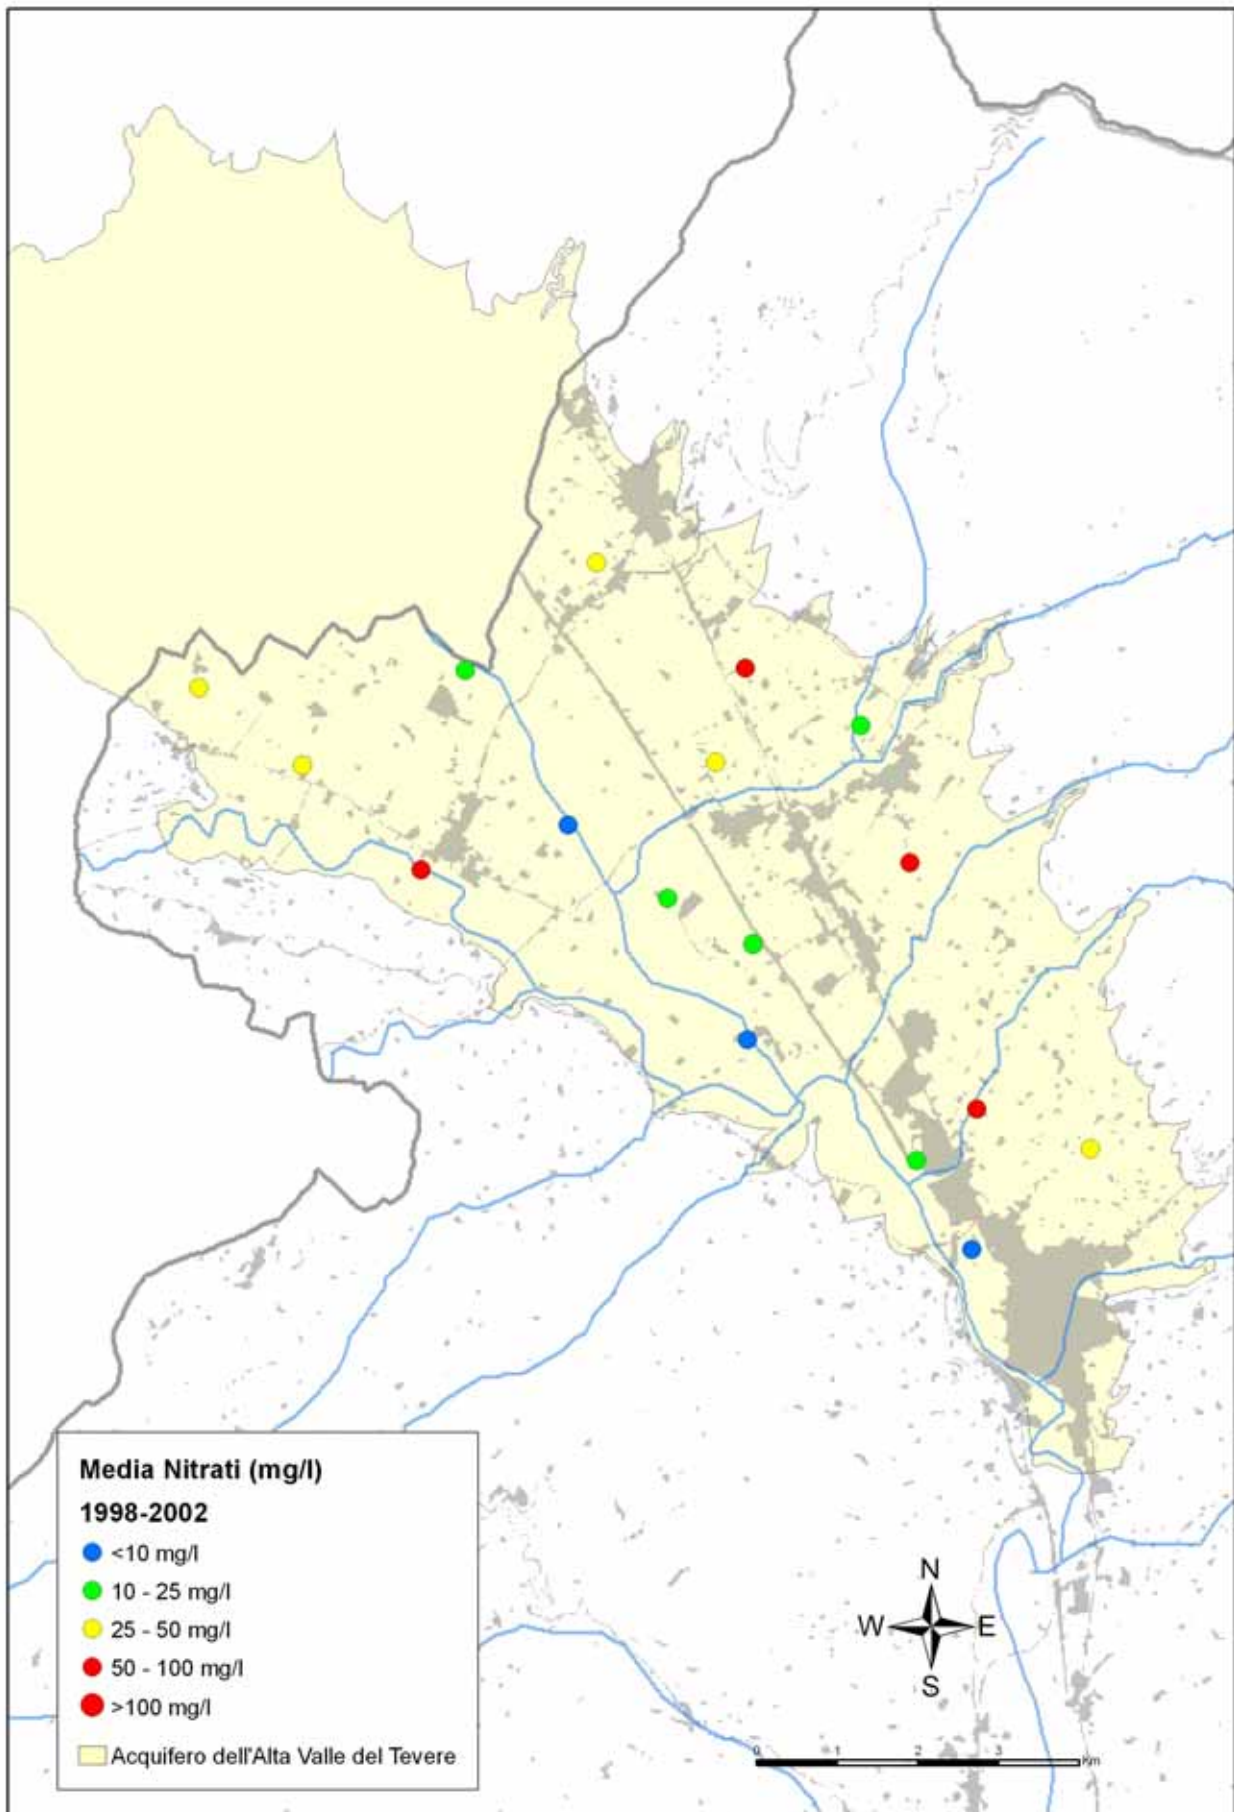 Media Nitrati (mg/l)
1998-2002
<10 mg/l
10 - 25 mg/l
25 - 50 mg/l
50 - 100 mg/l
>100 mg/l
Acquifero dell'Alta Valle del Tevere
N
W E
S
0 1 2 3 Km